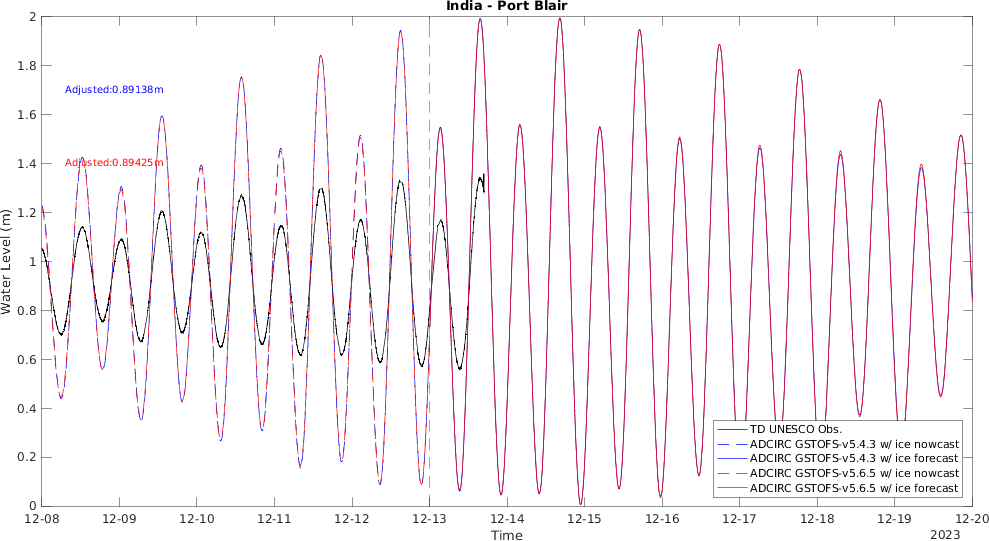 India - Port Blair
2
1.8
1.6
1.4
1.2
1
0.8
0.6
0.4
0.2
0
Water Level (m)
Adjusted:0.89138m
Adjusted:0.89425m
TD UNESCO Obs.
ADCIRC GSTOFS-v5.4.3 w/ ice nowcast
ADCIRC GSTOFS-v5.4.3 w/ ice forecast
ADCIRC GSTOFS-v5.6.5 w/ ice nowcast
ADCIRC GSTOFS-v5.6.5 w/ ice forecast
12-08 12-09 12-10 12-11 12-12 12-13 12-14 12-15 12-16 12-17 12-18 12-19 12-20
Time
2023